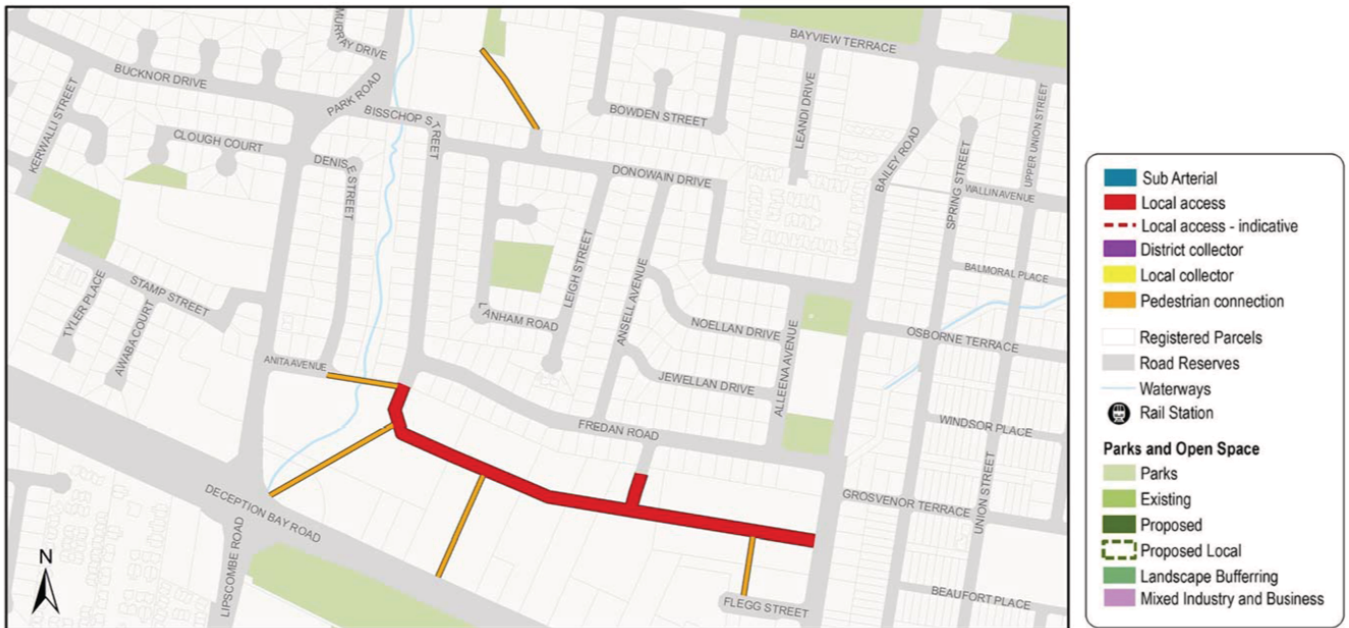 BAYVIEW TERRACE
MURRAY DRIVE
BUCKNOR DRIVE
PARK ROAD
BISSCHOP STREET
BOWDEN STREET
LEANDI DRIVE
BAILEY ROAD
SPRING STREET
UPPER UNION STREET
KERWALLI STREET
CLOUGH COURT
DENISE STREET
DONOWAIN DRIVE
WALLIN AVENUE
BALMORAL PLACE
STAMP STREET
TYLER PLACE
AWABA COURT
LANHAM ROAD
LEIGH STREET
ANSELL AVENUE
NOELLAN DRIVE
ALLEENA AVENUE
OSBORNE TERRACE
ANITA AVENUE
JEWELLAN DRIVE
FREDAN ROAD
WINDSOR PLACE
UNION STREET
DECEPTION BAY ROAD
GROSVENOR TERRACE
LIPSCOMBE ROAD
FLEGG STREET
BEAUFORT PLACE
N
Sub Arterial
Local access
Local access - indicative
District collector
Local collector
Pedestrian connection
Registered Parcels
Road Reserves
Waterways
Rail Station
Parks and Open Space
Parks
Existing
Proposed
Proposed Local
Landscape Bufferring
Mixed Industry and Business